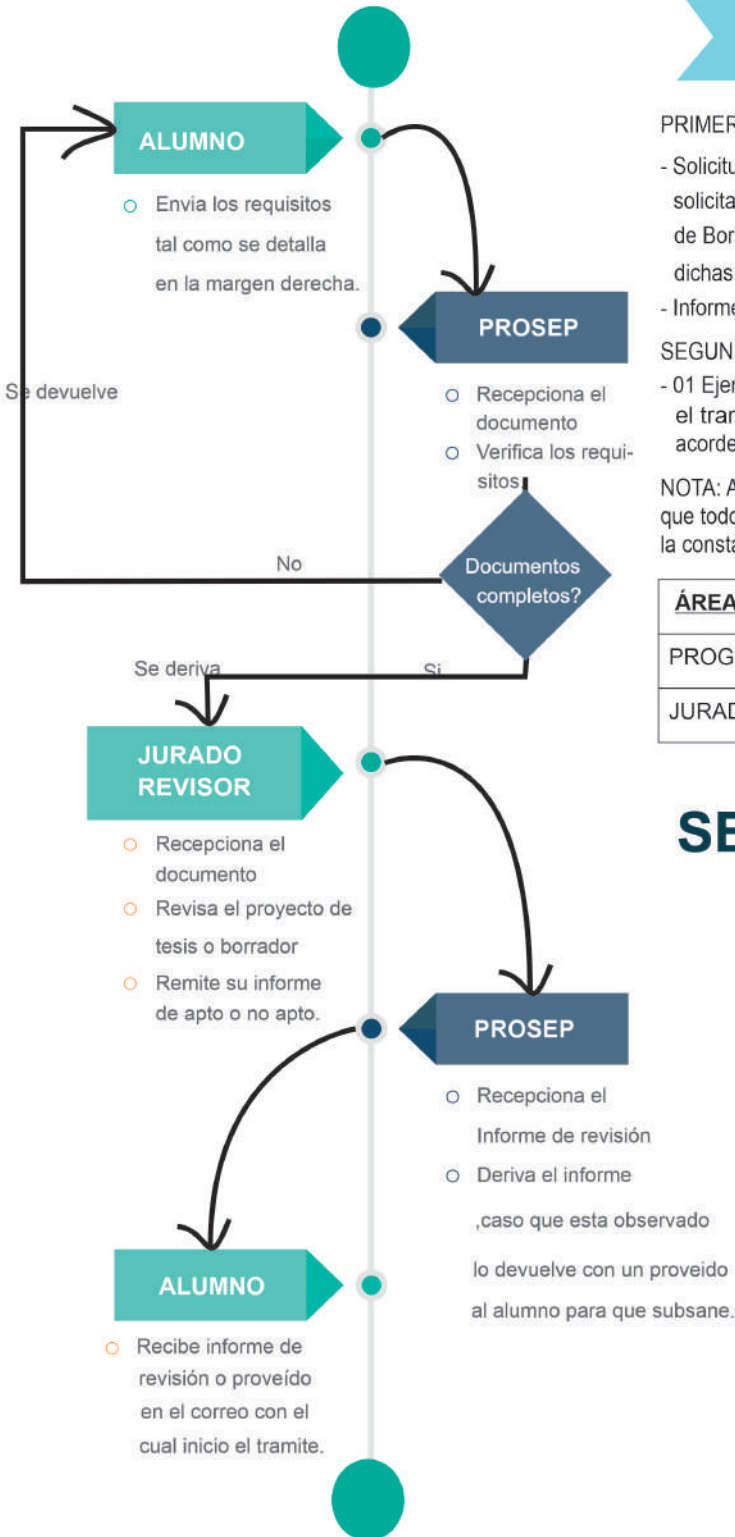 ALUMNO
Envia los requisitos
tal como se detalla
en la margen derecha.
PROSEP
Recepciona el
documento
Verifica los requi-
sitos.
Se devuelve
No
Documentos
completos?
Se deriva
Si
JURADO
REVISOR
Recepciona el
documento
Revisa el proyecto de
tesis o borrador
Remite su informe
de apto o no apto.
PROSEP
Recepciona el
Informe de revisión
Deriva el informe
,caso que esta observado
lo devuelve con un proveido
al alumno para que subsane.
ALUMNO
Recibe informe de
revisión o proveído
en el correo con el
cual inicio el tramite.
PRIMER
- Solicitu
solicita
de Bor
dichas
- Informe
SEGUN
- 01 Ejer
el tran
acorde
NOTA: A
que todo
la consta
ÁREA
PROG
JURAD
SE